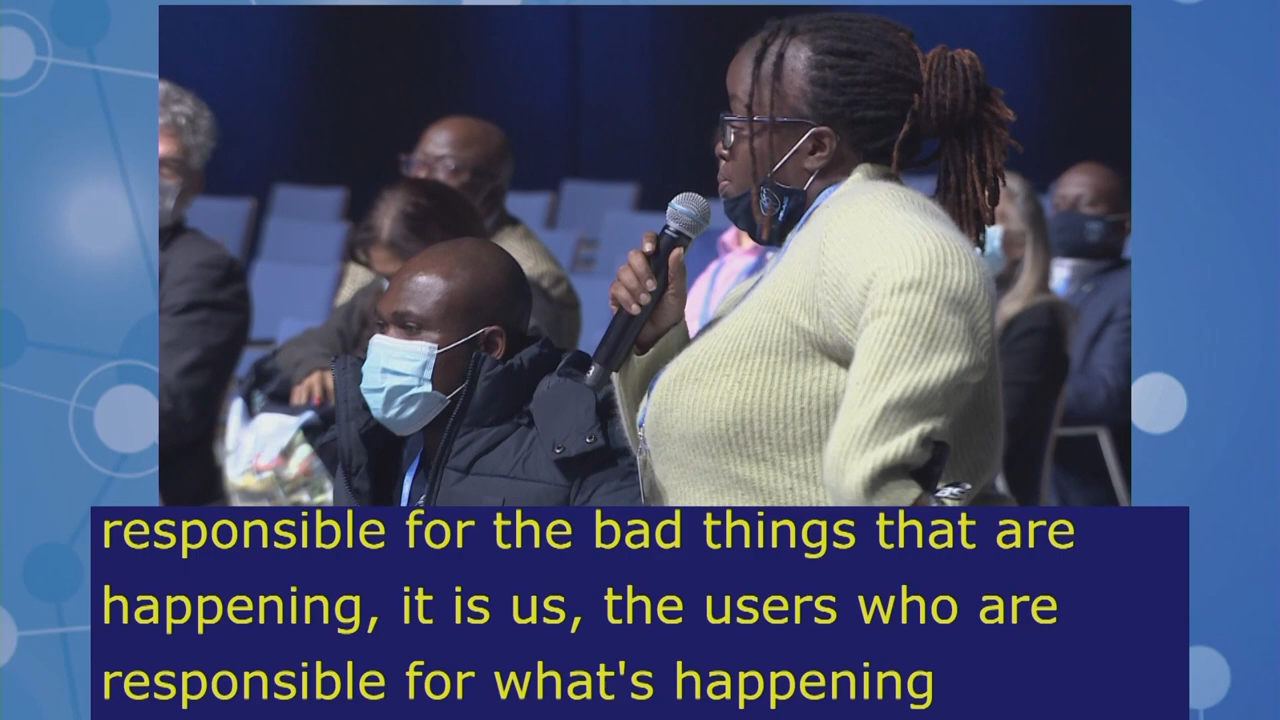 responsible for the bad things that are
happening, it is us, the users who are
responsible for what's happening